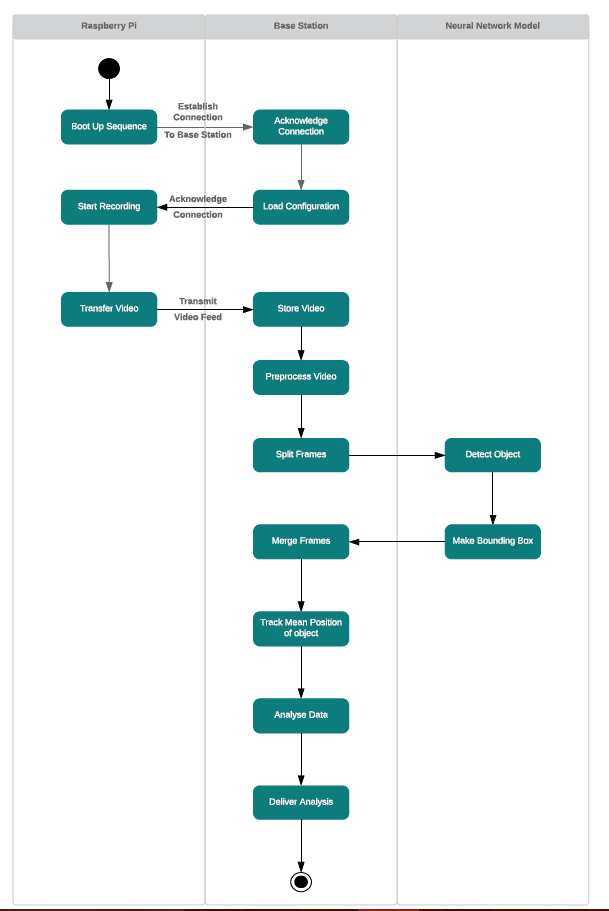 Raspberry Pi
Base Station
Neural Network Model
Boot Up Sequence
Establish
Connection
To Base Station
Acknowledge
Connection
Start Recording
Acknowledge
Connection
Load Configuration
Transfer Video
Transmit
Video Feed
Store Video
Preprocess Video
Split Frames
Detect Object
Merge Frames
Make Bounding Box
Track Mean Position
of object
Analyse Data
Deliver Analysis